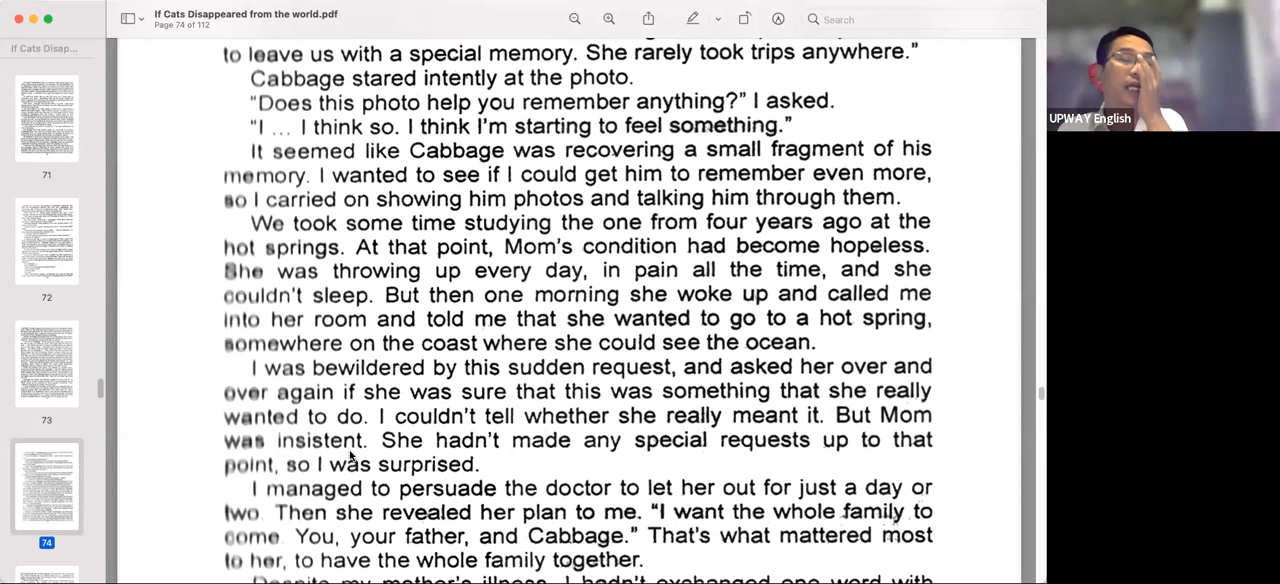 If Cats Disappeared from the world.pdf
Page 74 of 112
Search
If Cats Disap...
71
72
73
74
UPWAY English
to leave us with a special memory. She rarely took trips anywhere.”
Cabbage stared intently at the photo.
“Does this photo help you remember anything?” I asked.
“I ... I think so. I think I’m starting to feel something.”
It seemed like Cabbage was recovering a small fragment of his
memory. I wanted to see if I could get him to remember even more,
so I carried on showing him photos and talking him through them.
We took some time studying the one from four years ago at the
hot springs. At that point, Mom’s condition had become hopeless.
She was throwing up every day, in pain all the time, and she
couldn’t sleep. But then one morning she woke up and called me
into her room and told me that she wanted to go to a hot spring,
somewhere on the coast where she could see the ocean.
I was bewildered by this sudden request, and asked her over and
over again if she was sure that this was something that she really
wanted to do. I couldn’t tell whether she really meant it. But Mom
was insistent. She hadn’t made any special requests up to that
point, so I was surprised.
I managed to persuade the doctor to let her out for just a day or
two. Then she revealed her plan to me. “I want the whole family to
come. You, your father, and Cabbage.” That’s what mattered most
to her, to have the whole family together.
Despite my mother’s illness, I hadn’t exchanged one word with